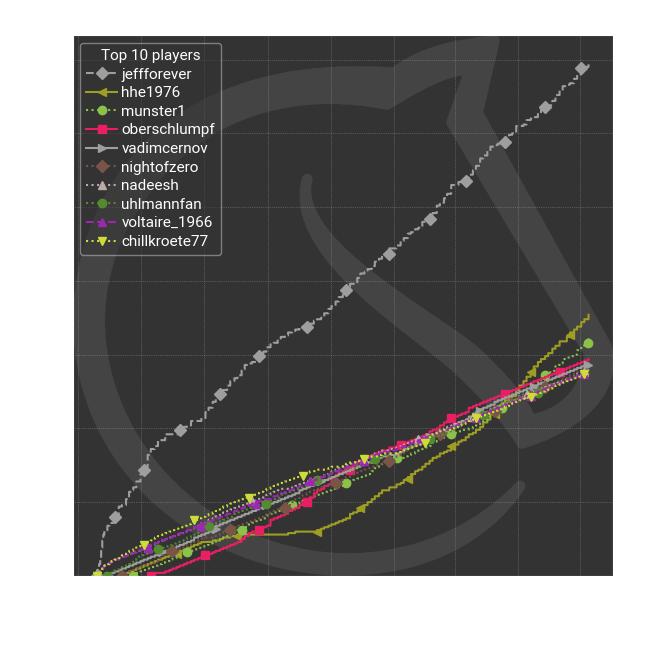 Top 10 players
jeffforever
hhe1976
munster1
oberschlumpf
vadimcernov
nightofzero
nadeesh
uhlmannfan
voltaire_1966
chillkroete77